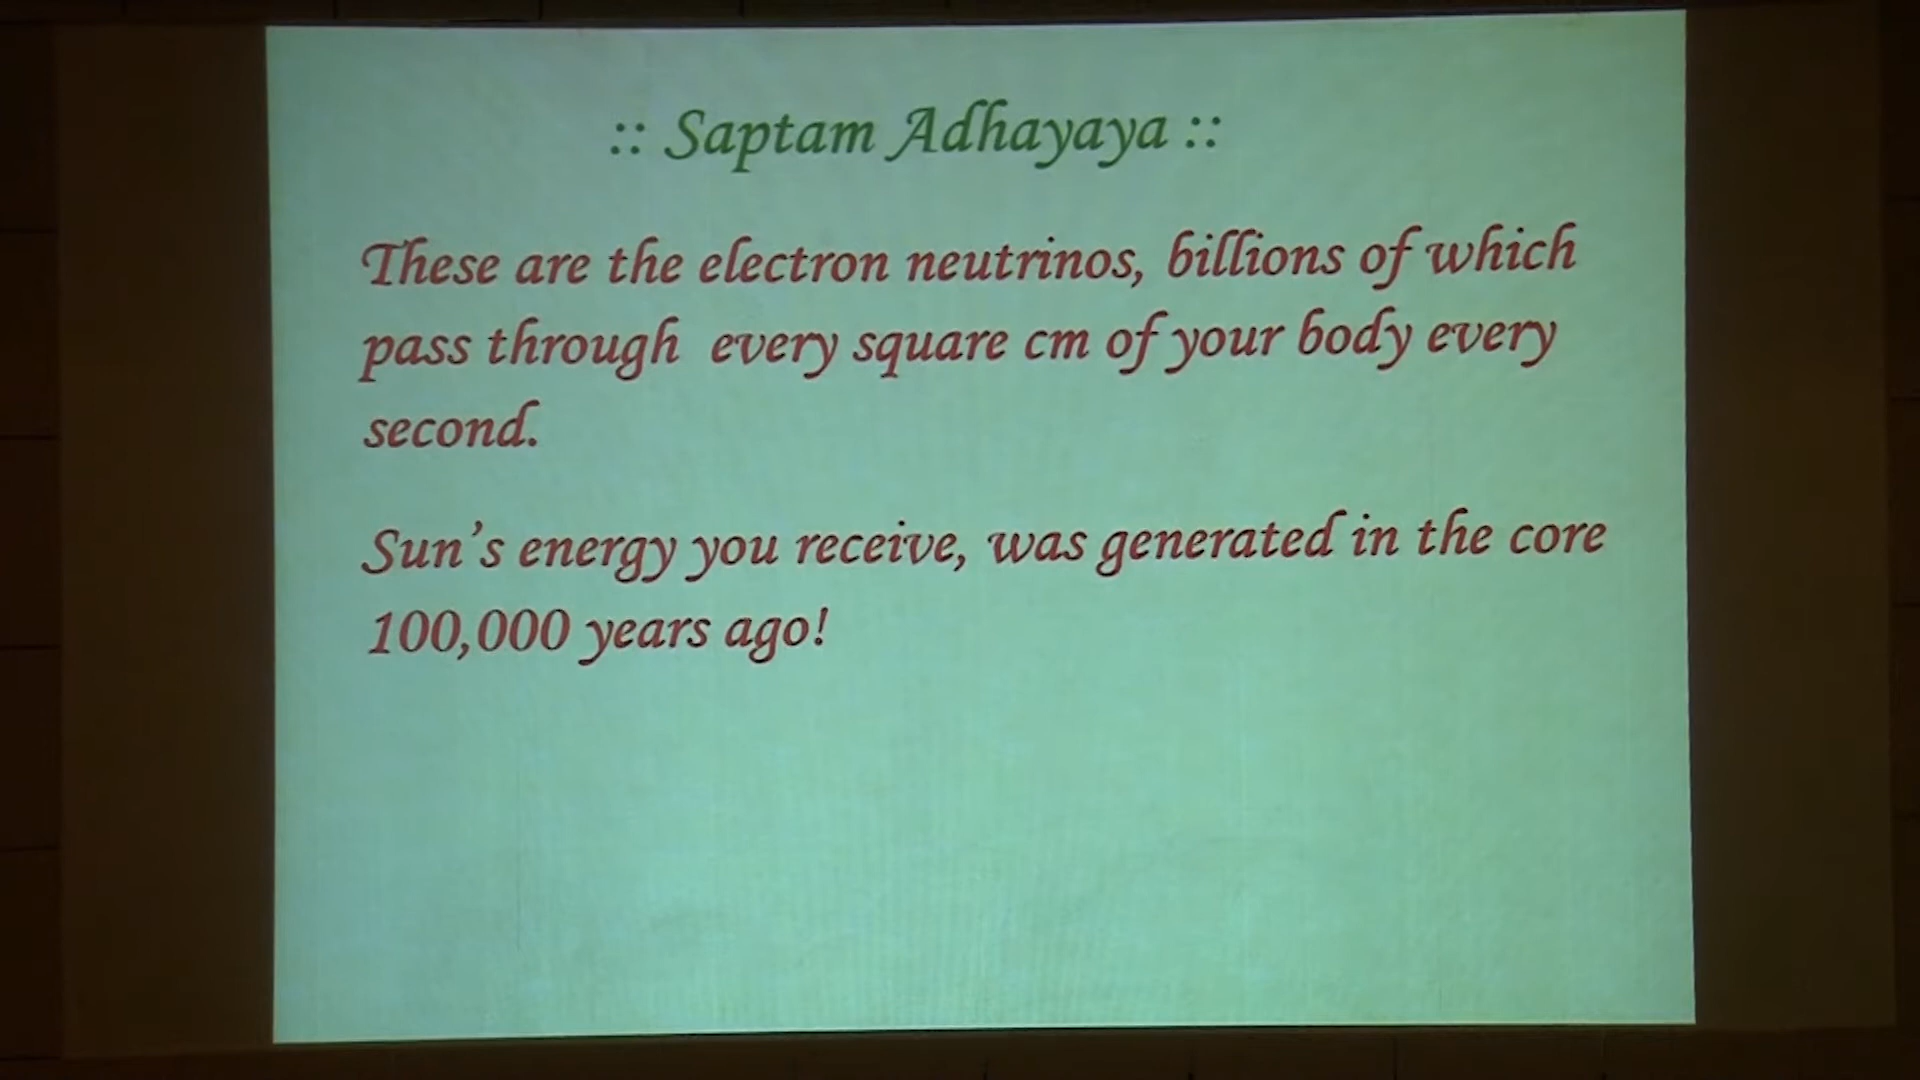 :: Saptam Adhayaya ::
These are the electron neutrinos, billions of which
pass through every square cm of your body every
second.
Sun's energy you receive, was generated in the core
100,000 years ago!